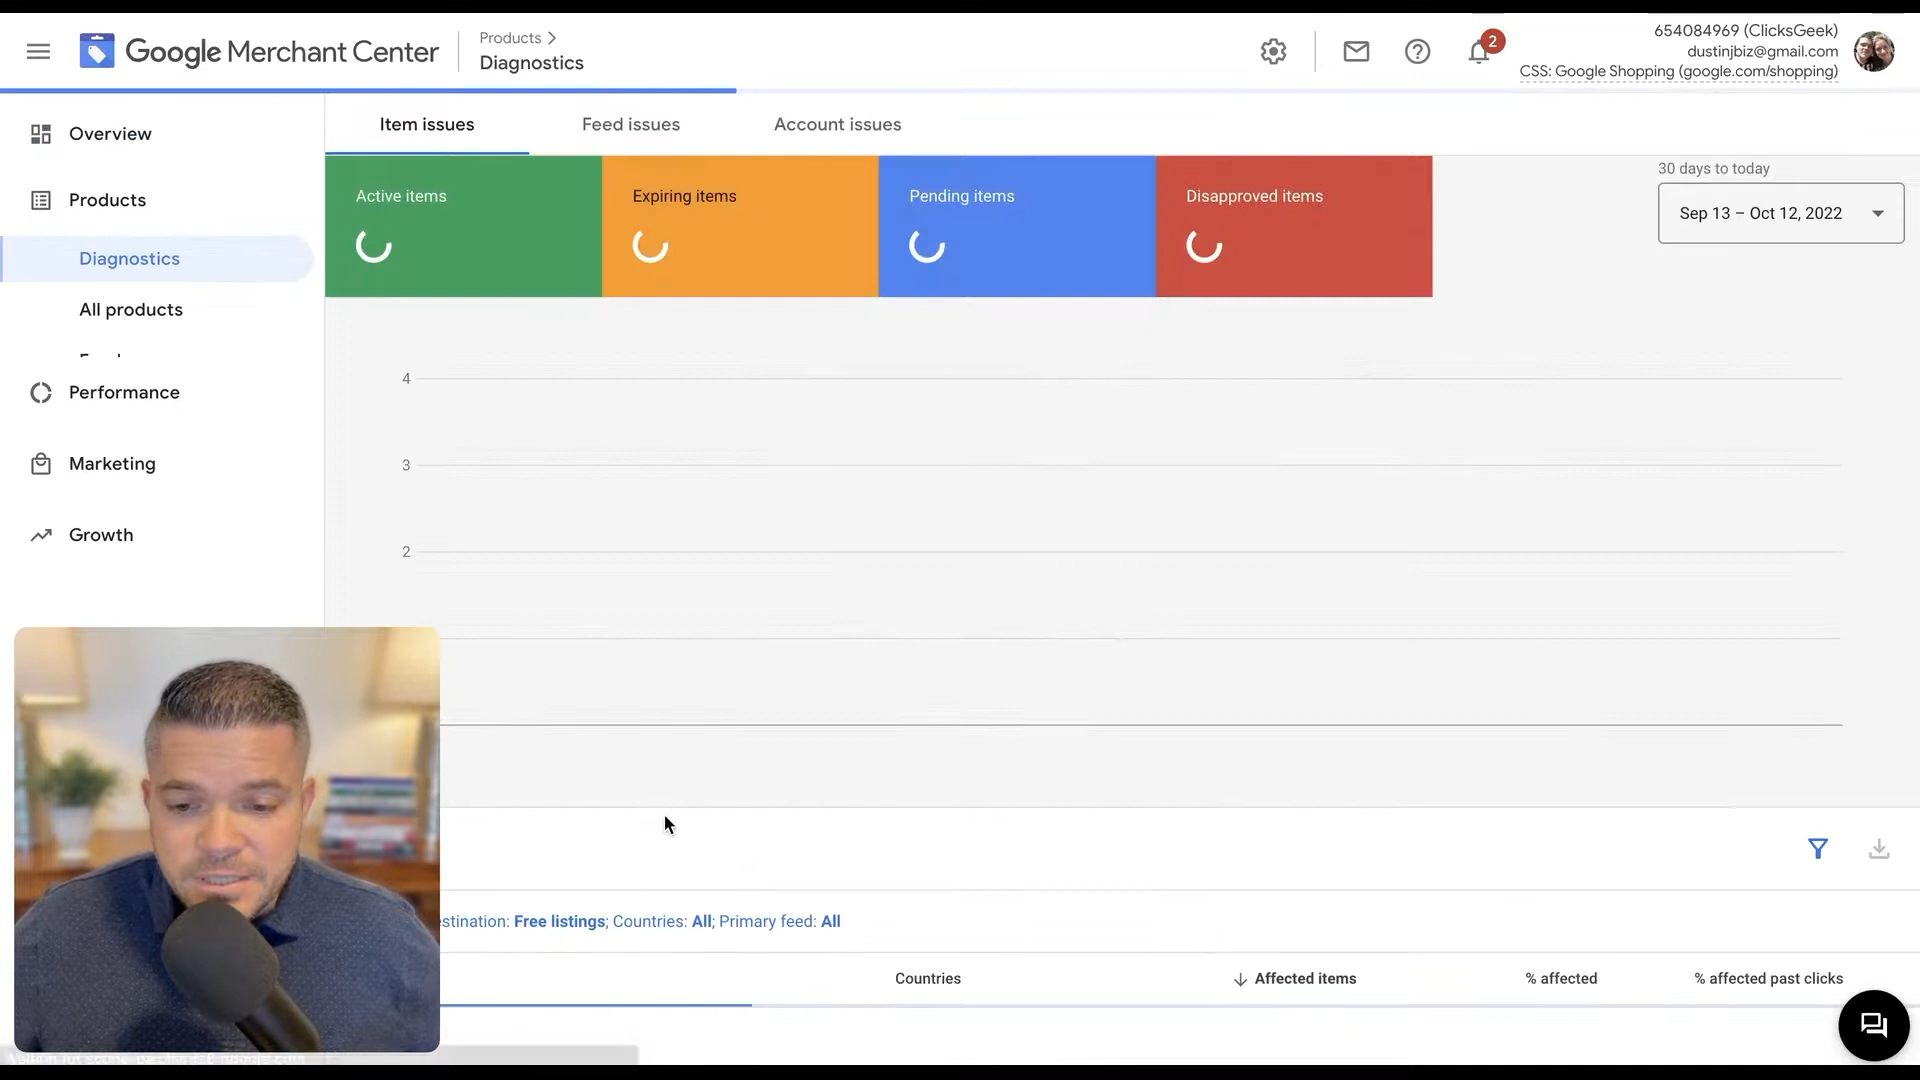 Google Merchant Center
Products
Diagnostics
2
654084969 (ClicksGeek)
dustinjbiz@gmail.com
CSS: Google Shopping (google.com/shopping)
Overview
Products
Diagnostics
All products
Performance
Marketing
Growth
Item issues
Feed issues
Account issues
Active items
Expiring items
Pending items
Disapproved items
30 days to today
Sep 13 – Oct 12, 2022
4
3
2
estination: Free listings; Countries: All; Primary feed: All
Countries
Affected items
% affected
% affected past clicks